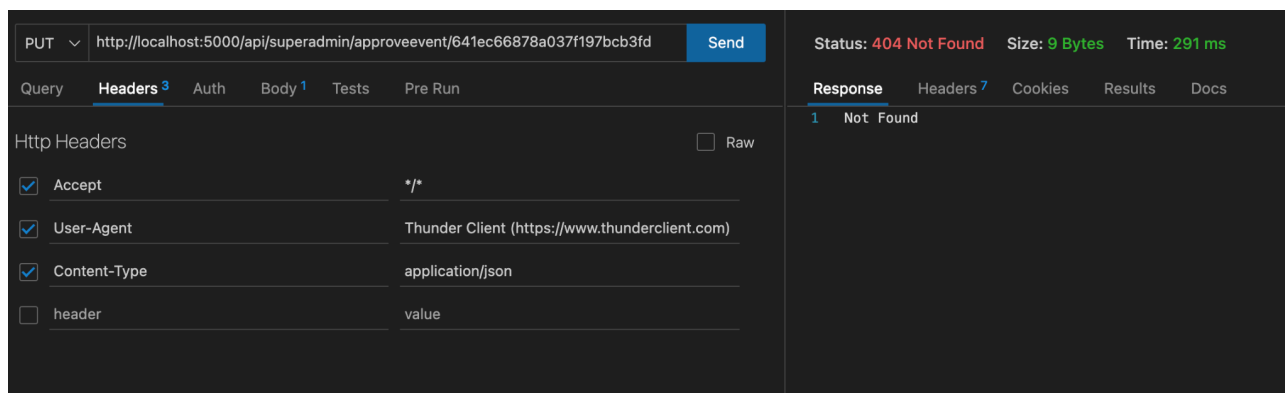 PUT http://localhost:5000/api/superadmin/approveevent/641ec66878a037f197bcb3fd Send
Query Headers 3 Auth Body 1 Tests Pre Run
Http Headers Raw
Accept */*
User-Agent Thunder Client (https://www.thunderclient.com)
Content-Type application/json
header value
Status: 404 Not Found Size: 9 Bytes Time: 291 ms
Response Headers 7 Cookies Results Docs
1 Not Found